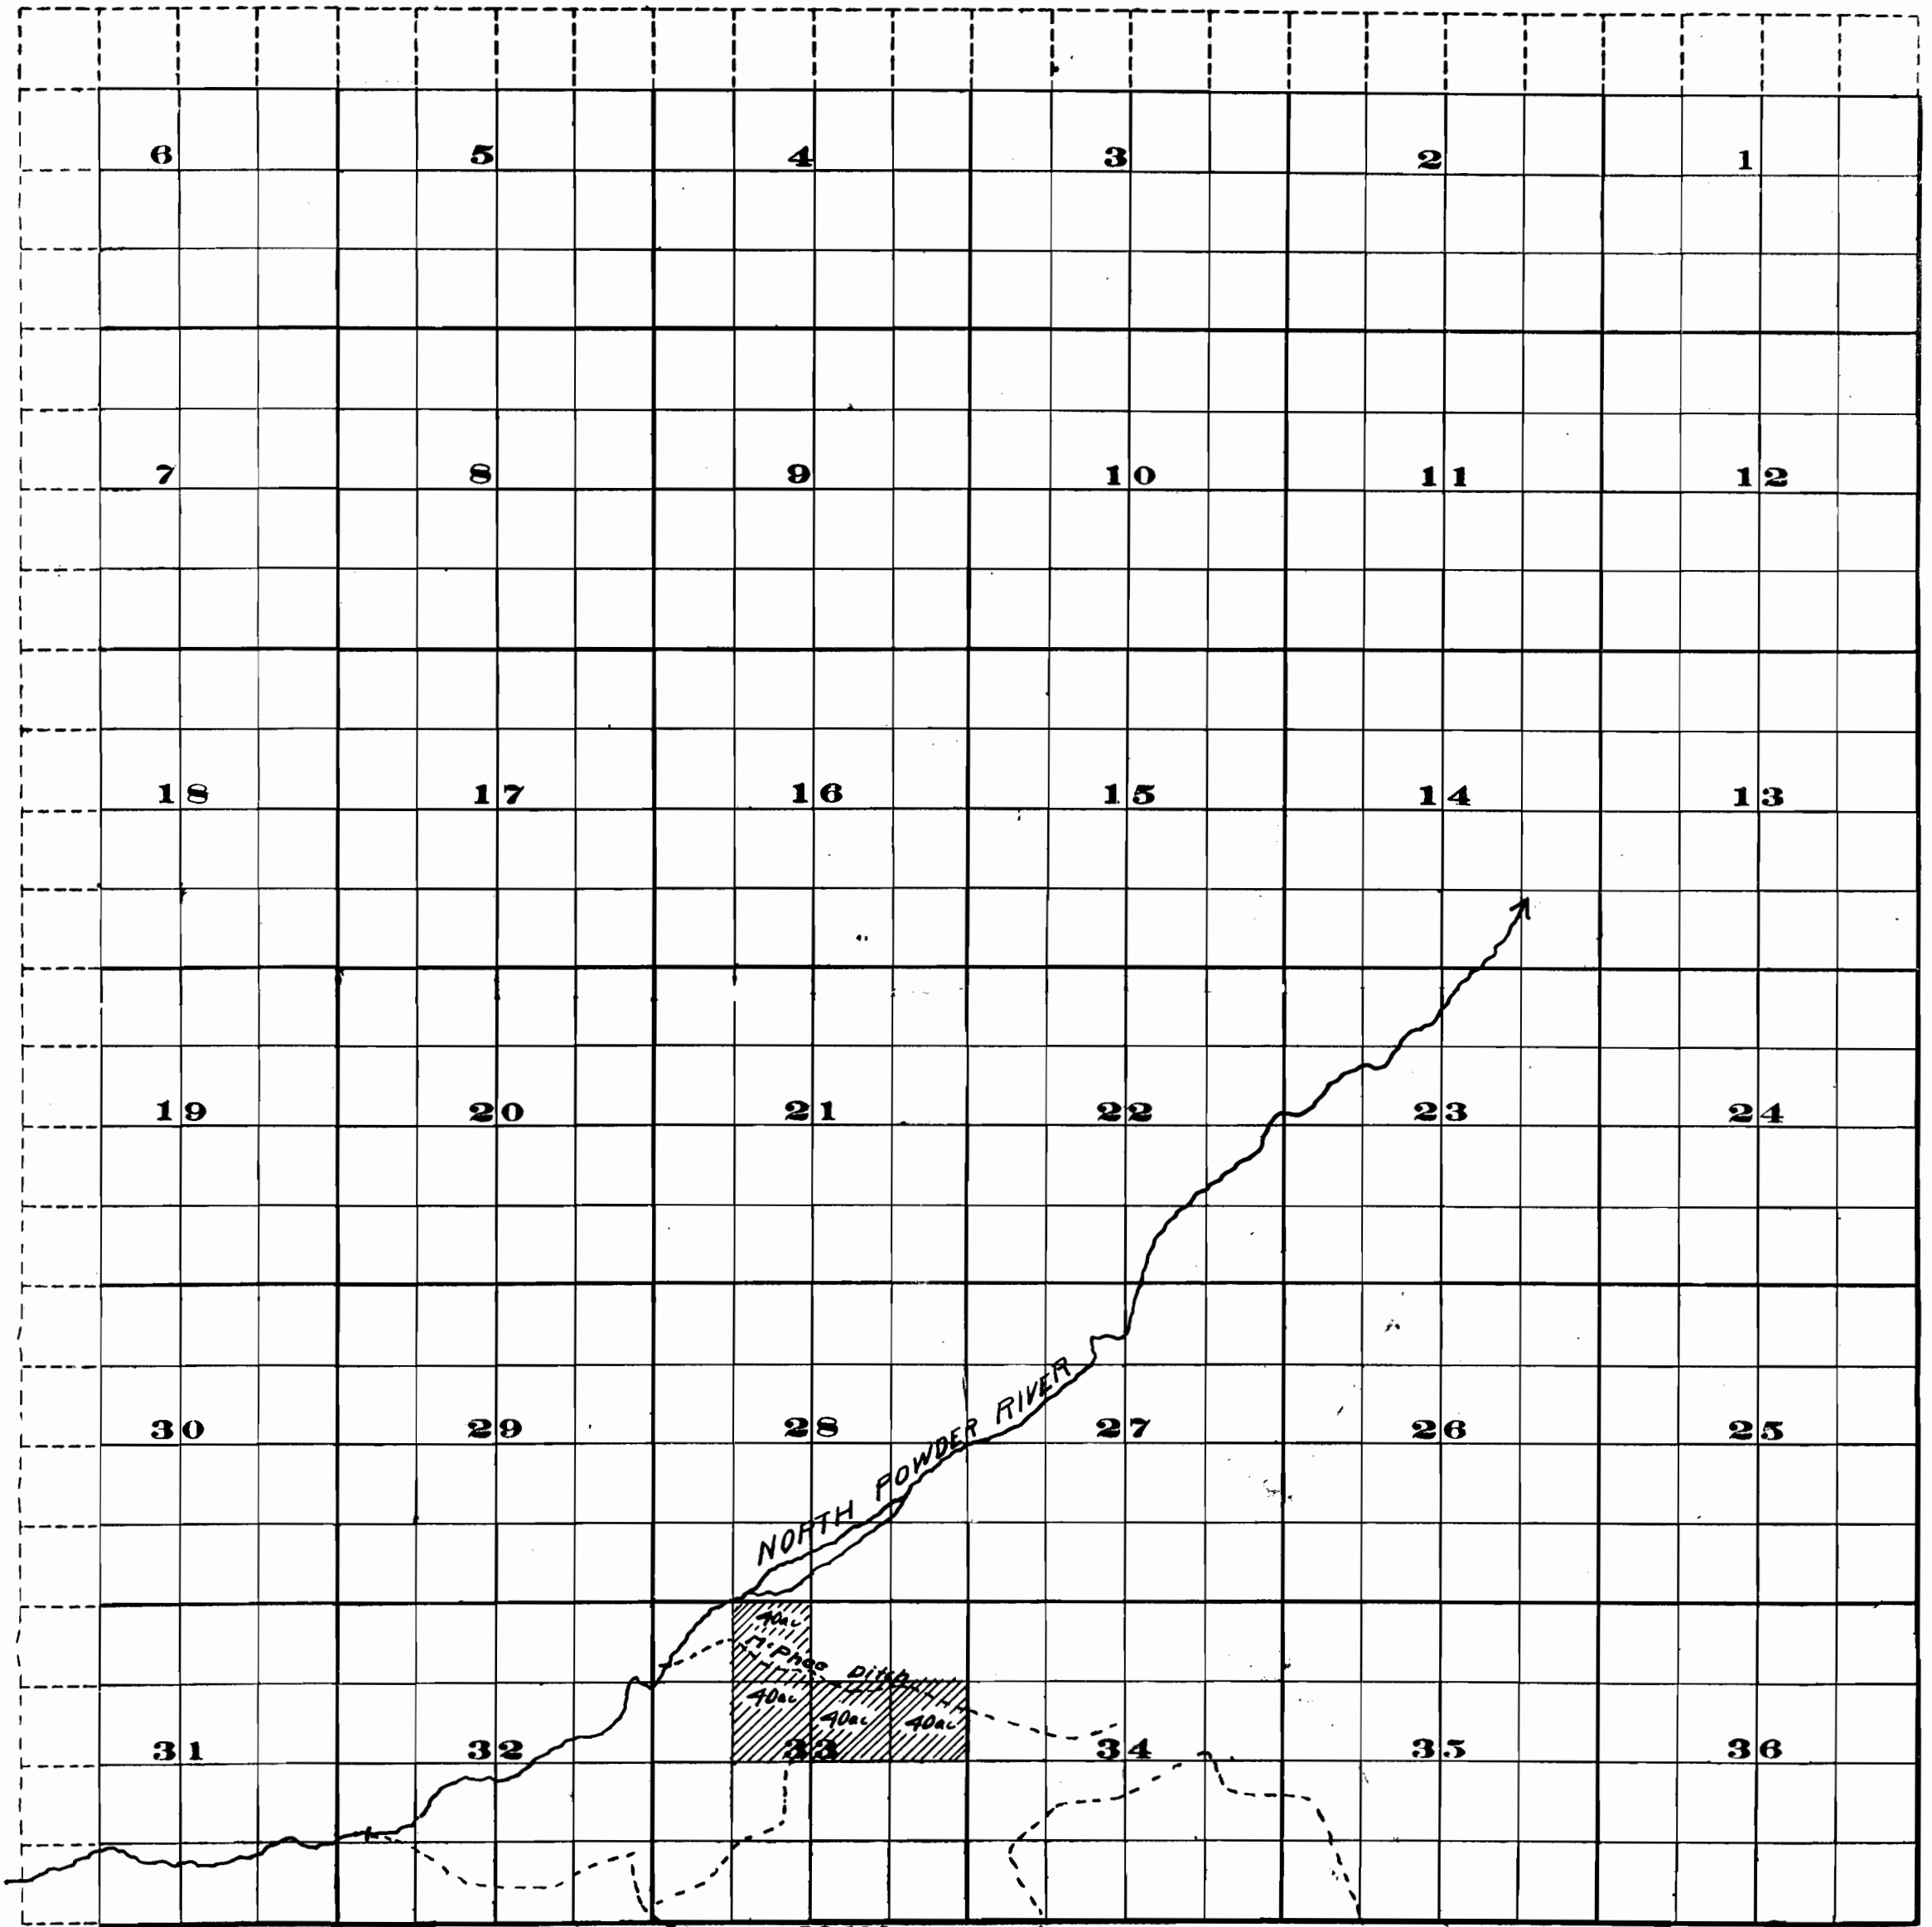 6 5 4 3 2 1
7 8 9 10 11 12
18 17 16 15 14 13
19 20 21 22 23 24
30 29 28 27 26 25
NORTH POWDER RIVER
40ac
McPhee Ditch
40ac
40ac 40ac
31 32 33 34 35 36